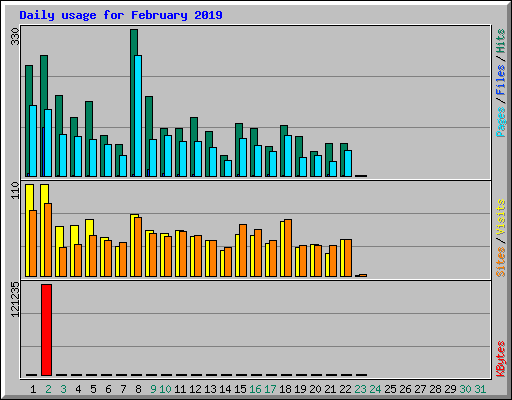 Daily usage for February 2019
330
Pages / Files / Hits
110
Sites / Visits
121235
KBytes
1 2 3 4 5 6 7 8 9 10 11 12 13 14 15 16 17 18 19 20 21 22 23 24 25 26 27 28 29 30 31